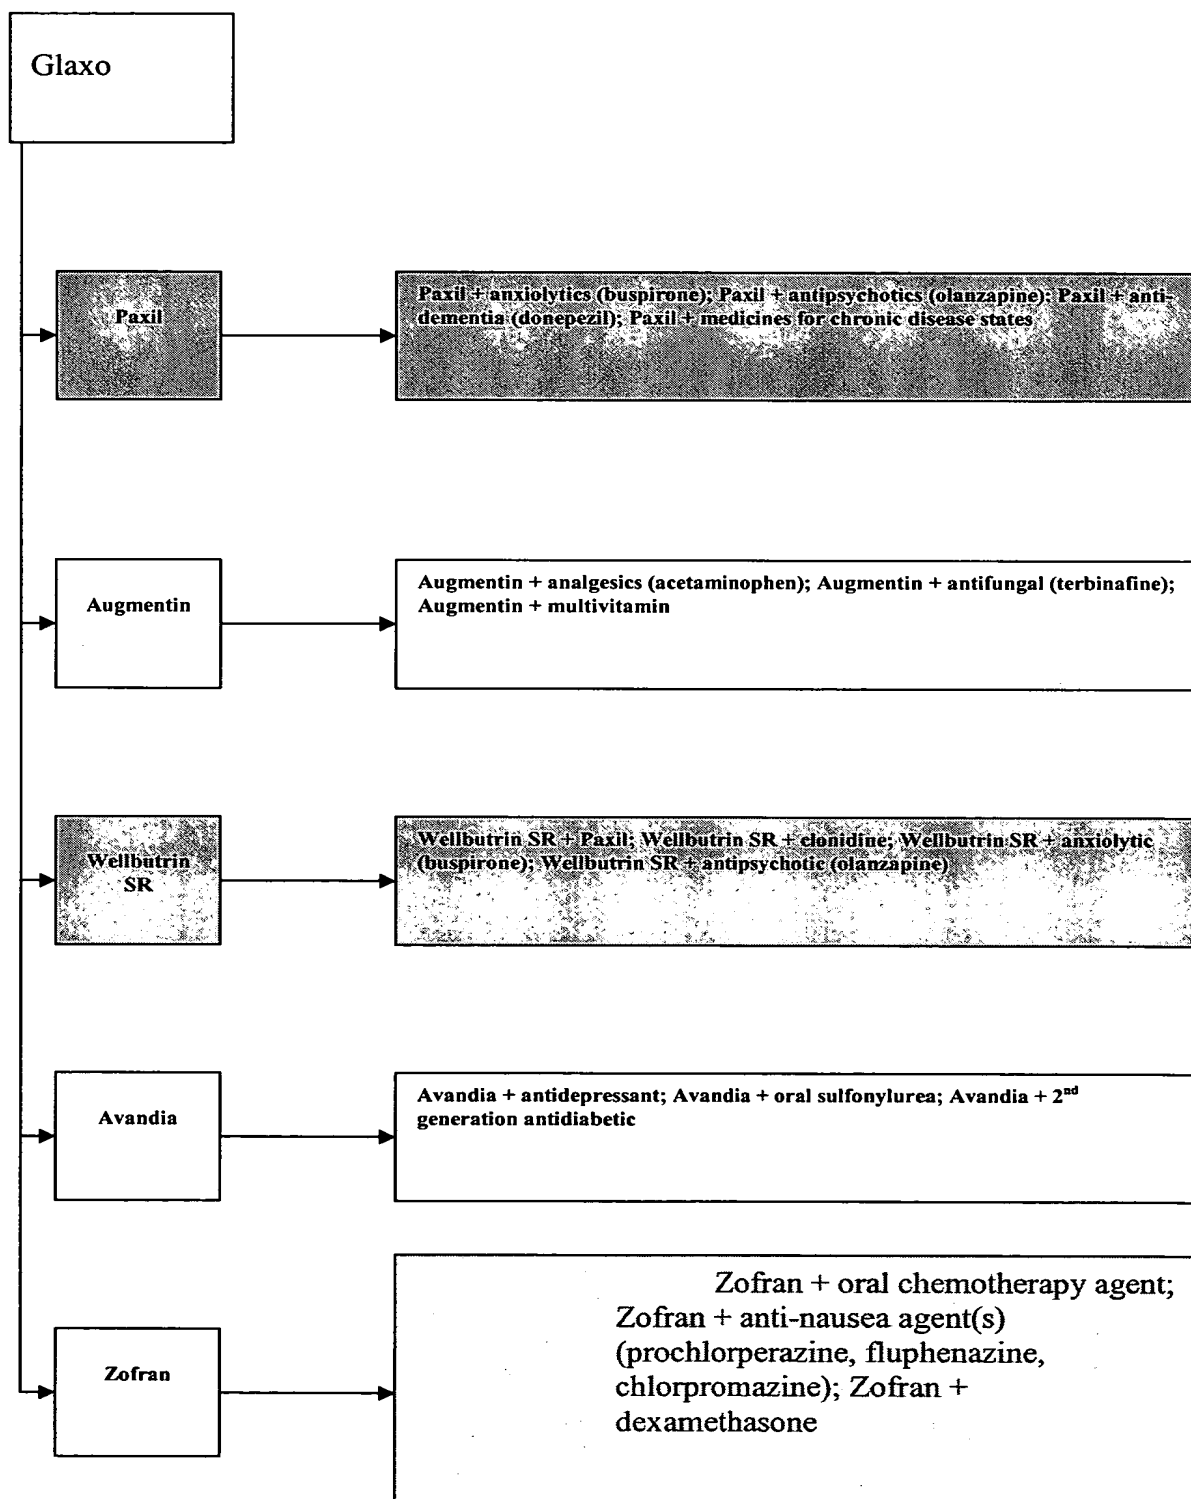 Glaxo
Paxil
Paxil + anxiolytics (buspirone); Paxil + antipsychotics (olanzapine); Paxil + anti-
dementia (donepezil); Paxil + medicines for chronic disease states
Augmentin
Augmentin + analgesics (acetaminophen); Augmentin + antifungal (terbinafine);
Augmentin + multivitamin
Wellbutrin
SR
Wellbutrin SR + Paxil; Wellbutrin SR + clonidine; Wellbutrin SR + anxiolytic
(buspirone); Wellbutrin SR + antipsychotic (olanzapine)
Avandia
Avandia + antidepressant; Avandia + oral sulfonylurea; Avandia + 2nd
generation antidiabetic
Zofran
Zofran + oral chemotherapy agent;
Zofran + anti-nausea agent(s)
(prochlorperazine, fluphenazine,
chlorpromazine); Zofran +
dexamethasone